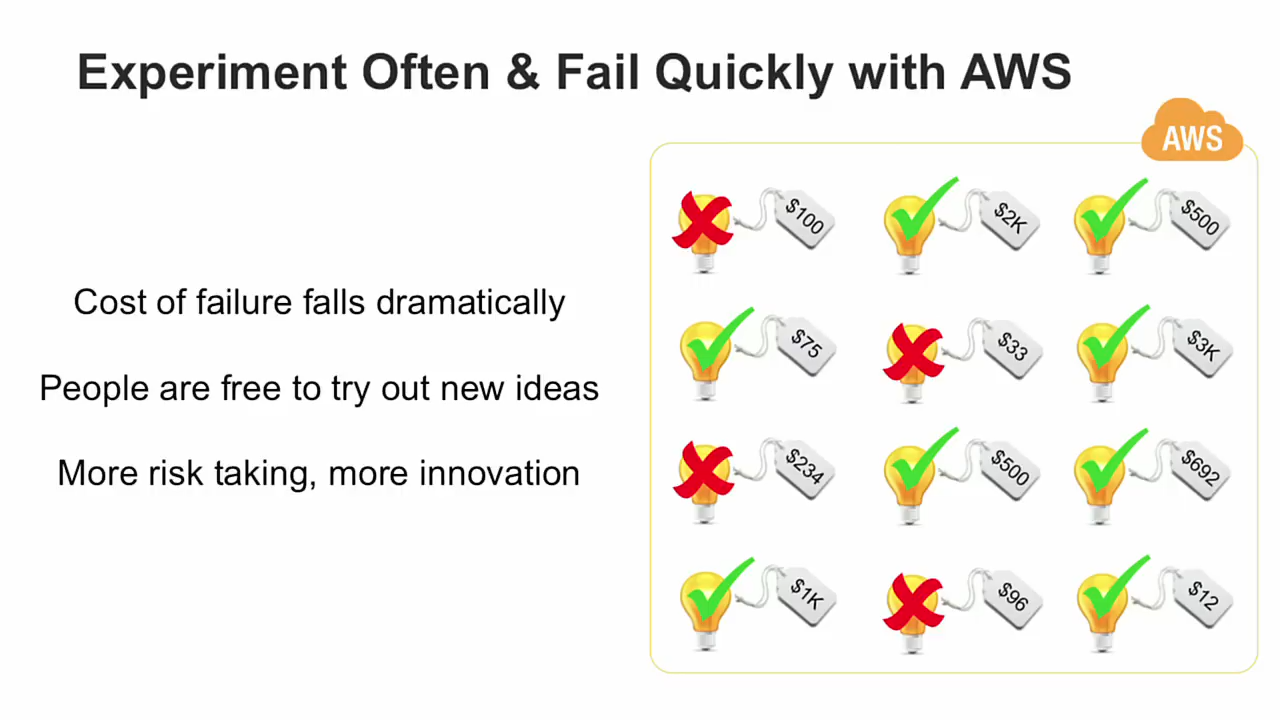 Experiment Often & Fail Quickly with AWS
AWS
Cost of failure falls dramatically
People are free to try out new ideas
More risk taking, more innovation
$100
$2K
$500
$75
$33
$3K
$234
$500
$692
$1K
$96
$12